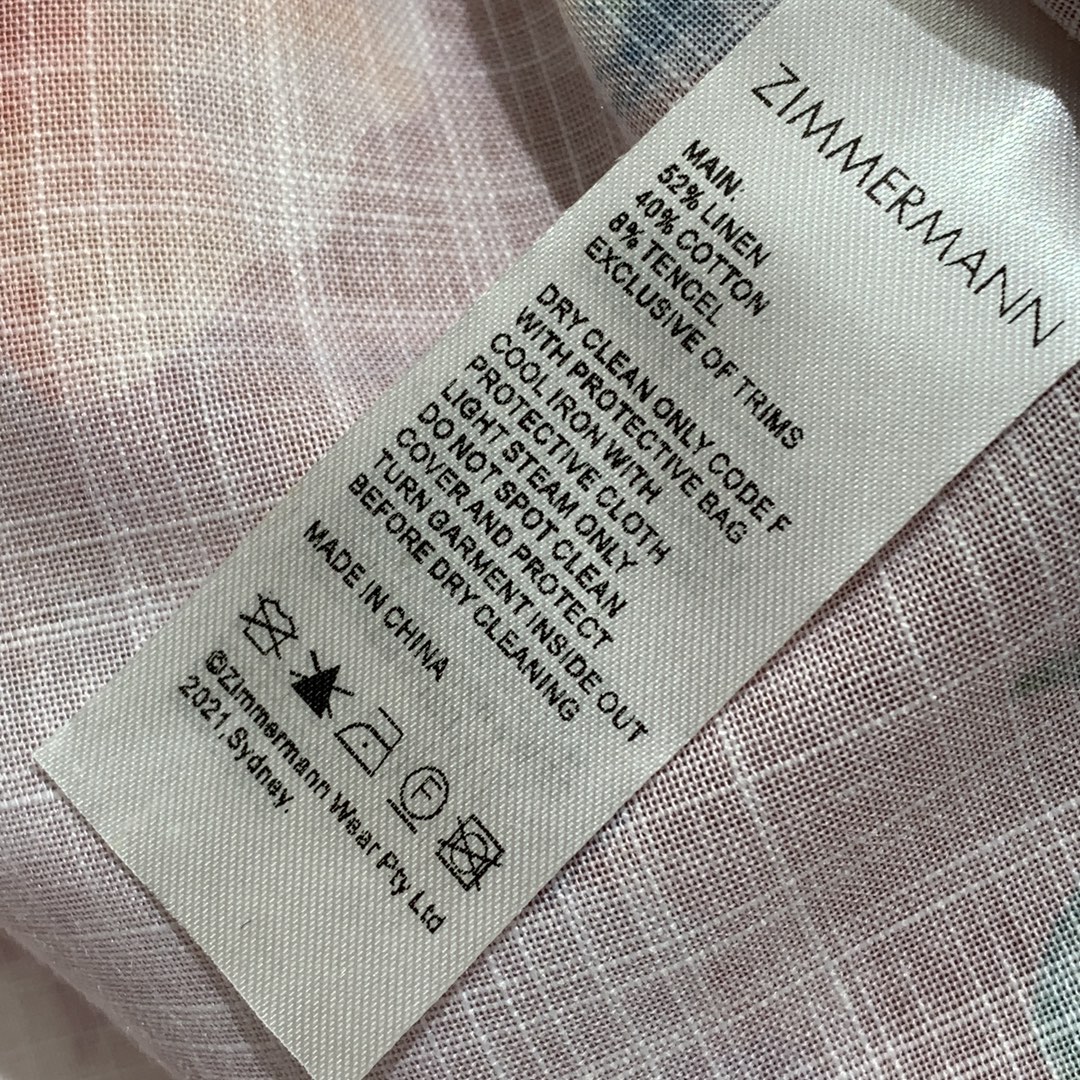 ZIMMERMANN
MAIN:
52% LINEN
40% COTTON
8% TENCEL
EXCLUSIVE OF TRIMS
DRY CLEAN ONLY CODE F
WITH PROTECTIVE BAG
COOL IRON WITH
PROTECTIVE CLOTH
LIGHT STEAM ONLY
DO NOT SPOT CLEAN
COVER AND PROTECT
TURN GARMENT INSIDE OUT
BEFORE DRY CLEANING
MADE IN CHINA
F
©Zimmermann Wear Pty Ltd
2021.Sydney.